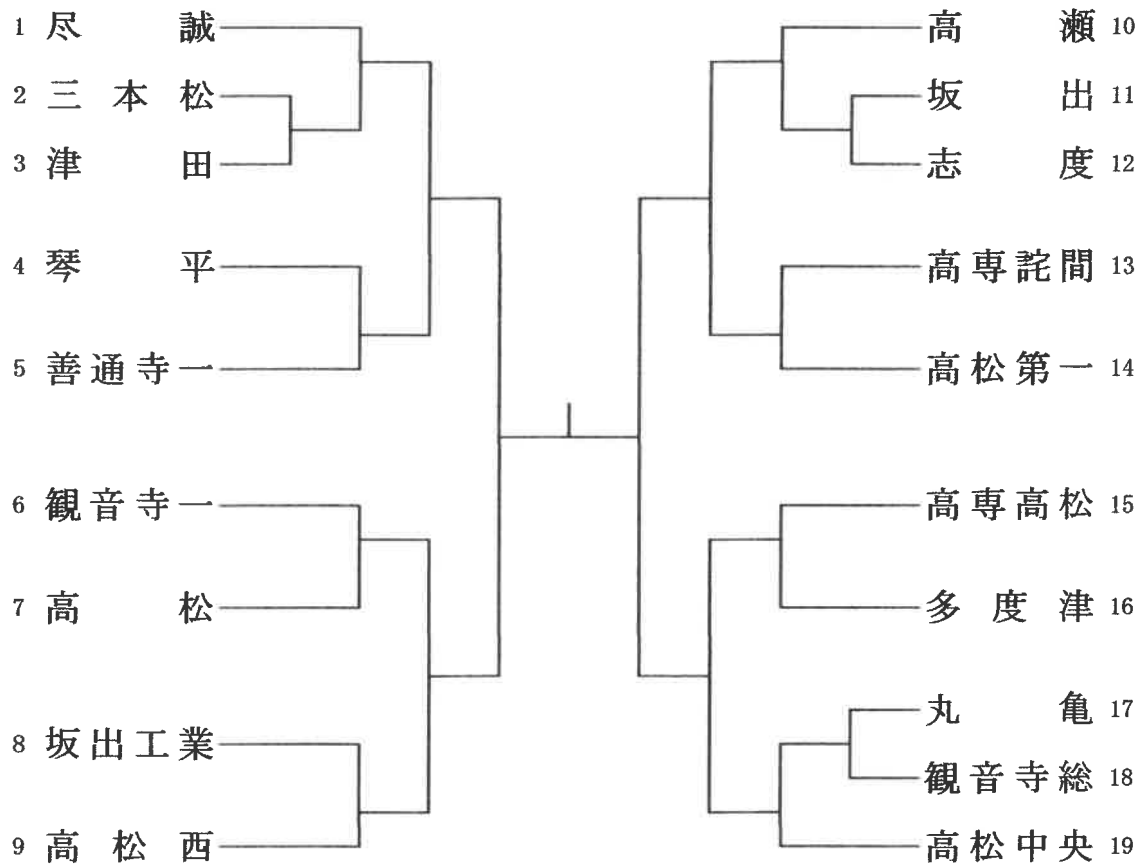 1 尽誠
2 三本松
3 津田
4 琴平
5 善通寺一
6 観音寺一
7 高松
8 坂出工業
9 高松西
高瀬 10
坂出 11
志度 12
高専詫間 13
高松第一 14
高専高松 15
多度津 16
丸亀 17
観音寺総 18
高松中央 19